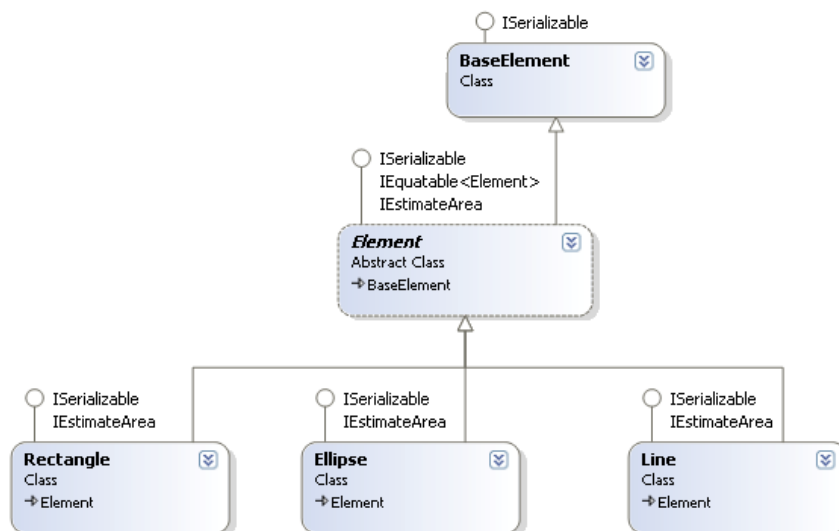 ISerializable
BaseElement
Class
ISerializable
IEquatable<Element>
IEstimateArea
Element
Abstract Class
BaseElement
ISerializable
IEstimateArea
Rectangle
Class
Element
ISerializable
IEstimateArea
Ellipse
Class
Element
ISerializable
IEstimateArea
Line
Class
Element